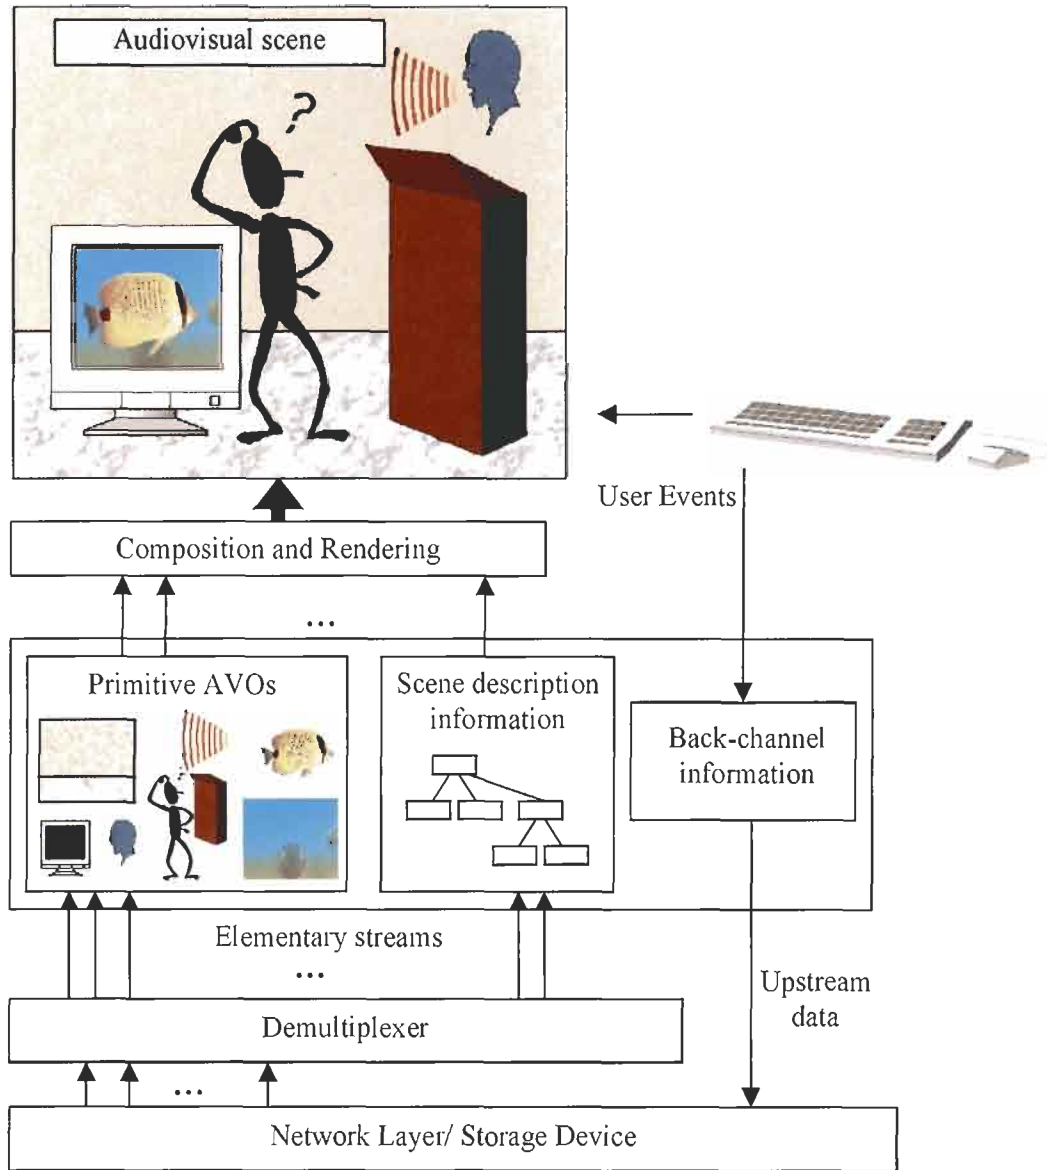 Audiovisual scene
?
User Events
Composition and Rendering
...
Primitive AVOs
Scene description
information
Back-channel
information
?
Elementary streams
...
Upstream
data
Demultiplexer
...
Network Layer/ Storage Device